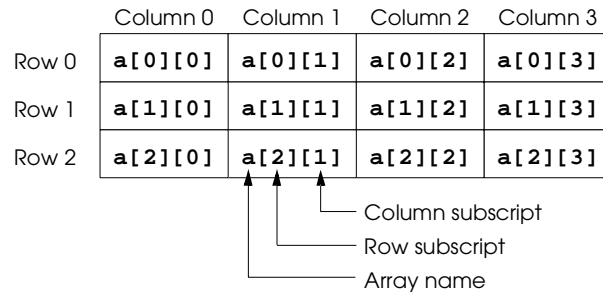 Column 0 Column 1 Column 2 Column 3
Row 0 a[0][0] a[0][1] a[0][2] a[0][3]
Row 1 a[1][0] a[1][1] a[1][2] a[1][3]
Row 2 a[2][0] a[2][1] a[2][2] a[2][3]
Column subscript
Row subscript
Array name